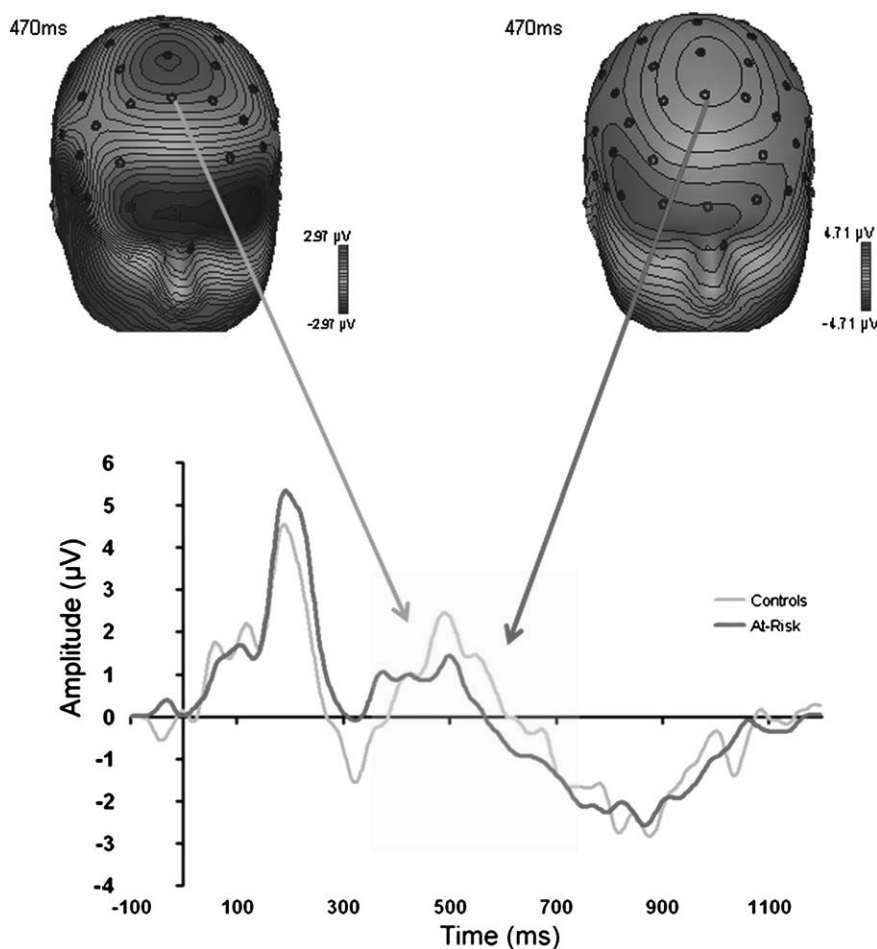 470ms
470ms
2.97 µV
-2.97 µV
4.71 µV
-4.71 µV
6
5
4
3
2
1
0
-1
-2
-3
-4
Amplitude (µV)
Controls
At-Risk
-100 100 300 500 700 900 1100
Time (ms)